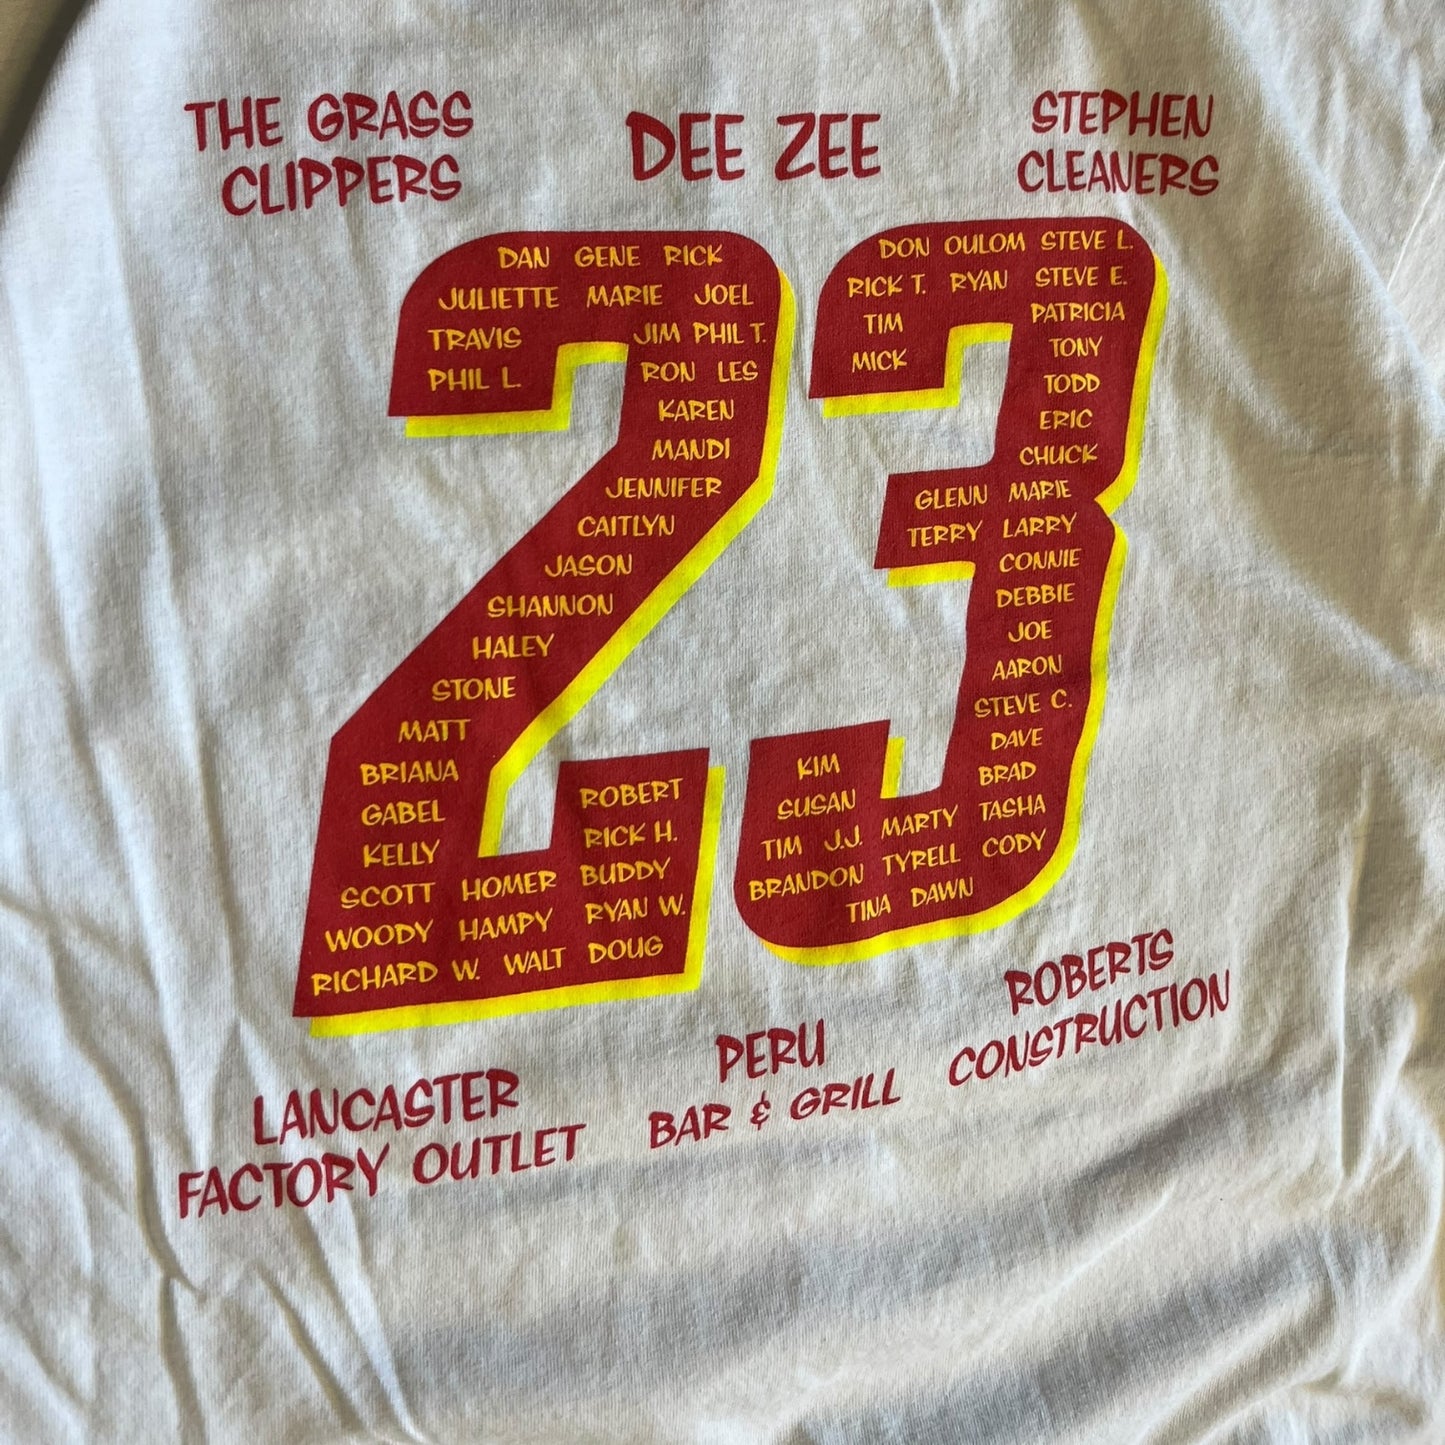 THE GRASS
CLIPPERS
DEE ZEE
STEPHEN
CLEANERS
DAN GENE RICK
JULIETTE MARIE JOEL
TRAVIS JIM PHIL T.
PHIL L. RON LES
KAREN
MANDI
JENNIFER
CAITLYN
JASON
SHANNON
HALEY
STONE
MATT
BRIANA
GABEL ROBERT
KELLY RICK H.
SCOTT HOMER BUDDY
WOODY HAMPY RYAN W.
RICHARD W. WALT DOUG
DON OULOM STEVE L.
RICK T. RYAN STEVE E.
TIM PATRICIA
MICK TONY
TODD
ERIC
CHUCK
GLENN MARIE
TERRY LARRY
CONNIE
DEBBIE
JOE
AARON
STEVE C.
DAVE
KIM BRAD
SUSAN TASHA
TIM J.J. MARTY
BRANDON TYRELL CODY
TINA DAWN
LANCASTER
FACTORY OUTLET
PERU
BAR & GRILL
ROBERTS
CONSTRUCTION
23